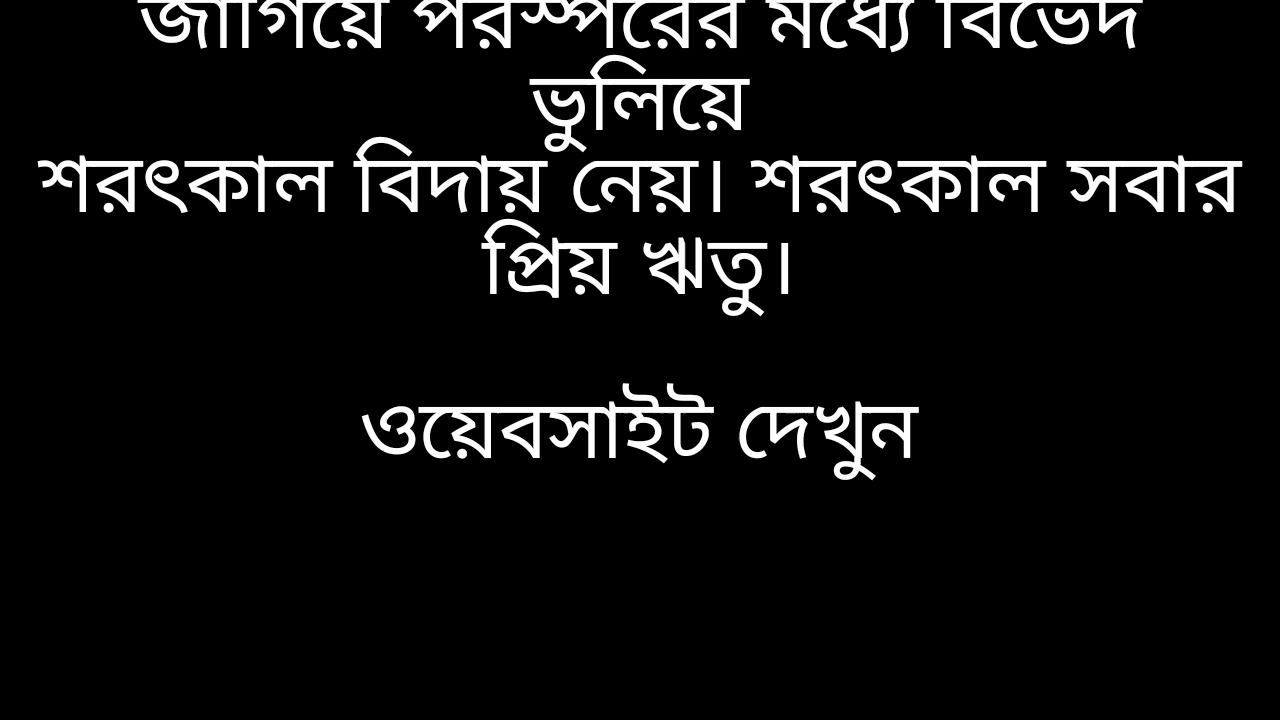 জাগিয়ে পরস্পরের মধ্যে বিভেদ
ভুলিয়ে
শরৎকাল বিদায় নেয়। শরৎকাল সবার
প্রিয় ঋতু।
ওয়েবসাইট দেখুন